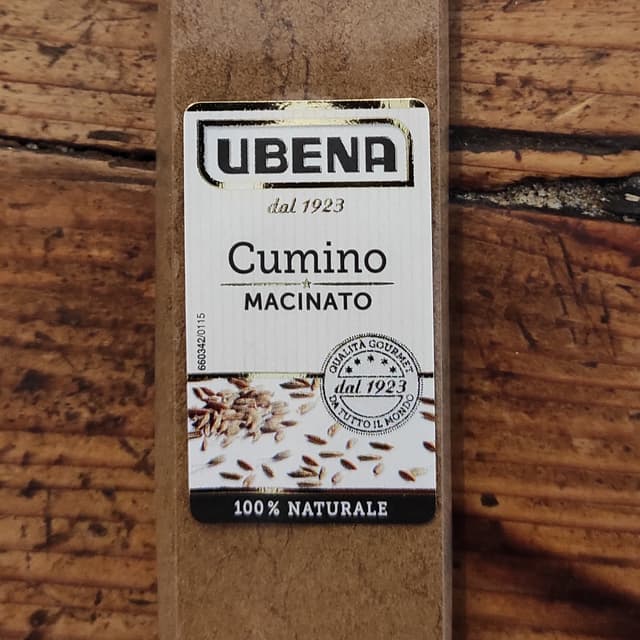 UBENA
dal 1923
Cumino
MACINATO
660342/0115
QUALITÀ GOURMET
dal 1923
DA TUTTO IL MONDO
100% NATURALE